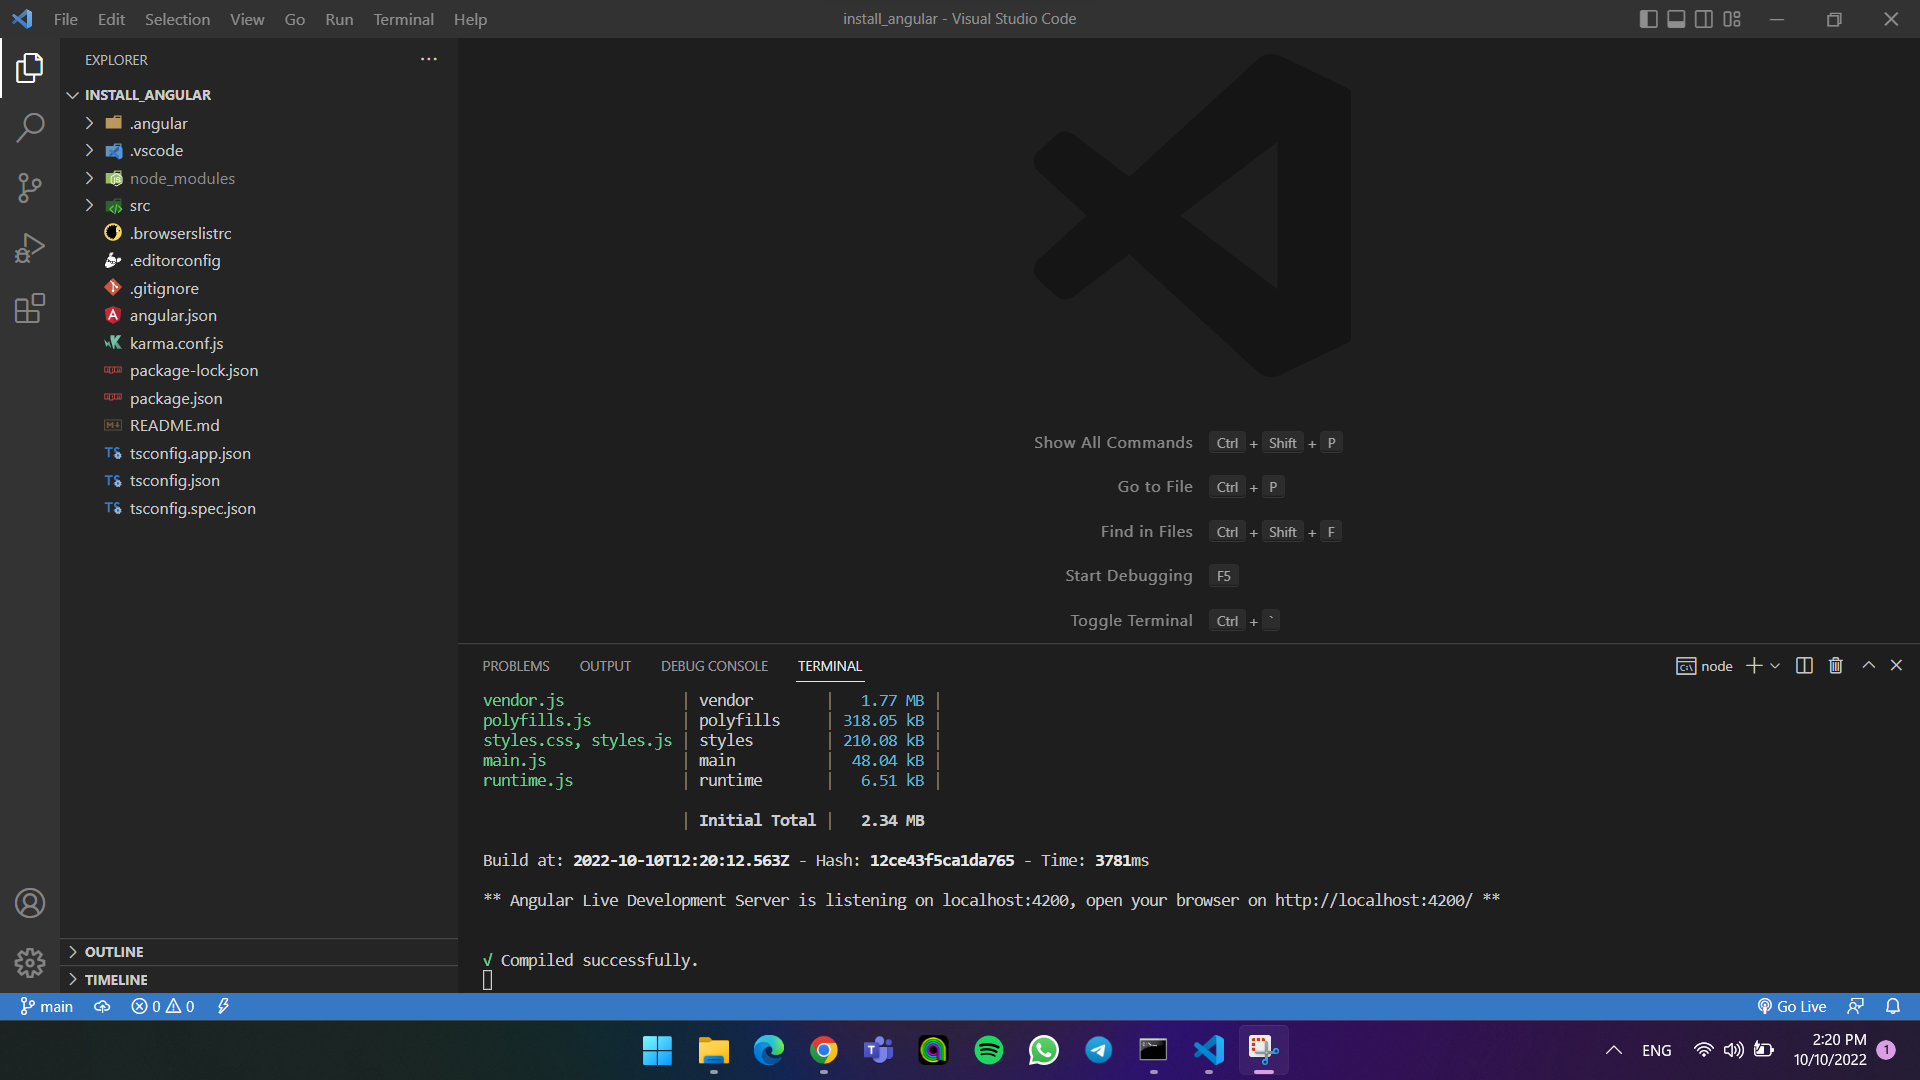 File Edit Selection View Go Run Terminal Help
install_angular - Visual Studio Code
EXPLORER
INSTALL_ANGULAR
.angular
.vscode
node_modules
src
.browserslistrc
.editorconfig
.gitignore
angular.json
karma.conf.js
package-lock.json
package.json
README.md
tsconfig.app.json
tsconfig.json
tsconfig.spec.json
OUTLINE
TIMELINE
Show All Commands Ctrl + Shift + P
Go to File Ctrl + P
Find in Files Ctrl + Shift + F
Start Debugging F5
Toggle Terminal Ctrl + `
PROBLEMS OUTPUT DEBUG CONSOLE TERMINAL
node
vendor.js | vendor | 1.77 MB |
polyfills.js | polyfills | 318.05 kB |
styles.css, styles.js | styles | 210.08 kB |
main.js | main | 48.04 kB |
runtime.js | runtime | 6.51 kB |
| Initial Total | 2.34 MB
Build at: 2022-10-10T12:20:12.563Z - Hash: 12ce43f5ca1da765 - Time: 3781ms
** Angular Live Development Server is listening on localhost:4200, open your browser on http://localhost:4200/ **
√ Compiled successfully.
main 0 0
Go Live
ENG
2:20 PM
10/10/2022
1